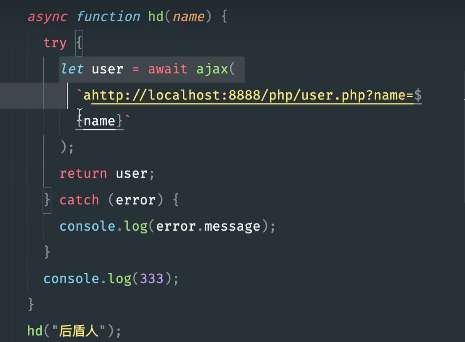 async function hd(name) {
try {
let user = await ajax(
`ahttp://localhost:8888/php/user.php?name=$
{name}`
);
return user;
} catch (error) {
console.log(error.message);
}
console.log(333);
}
hd("后盾人");